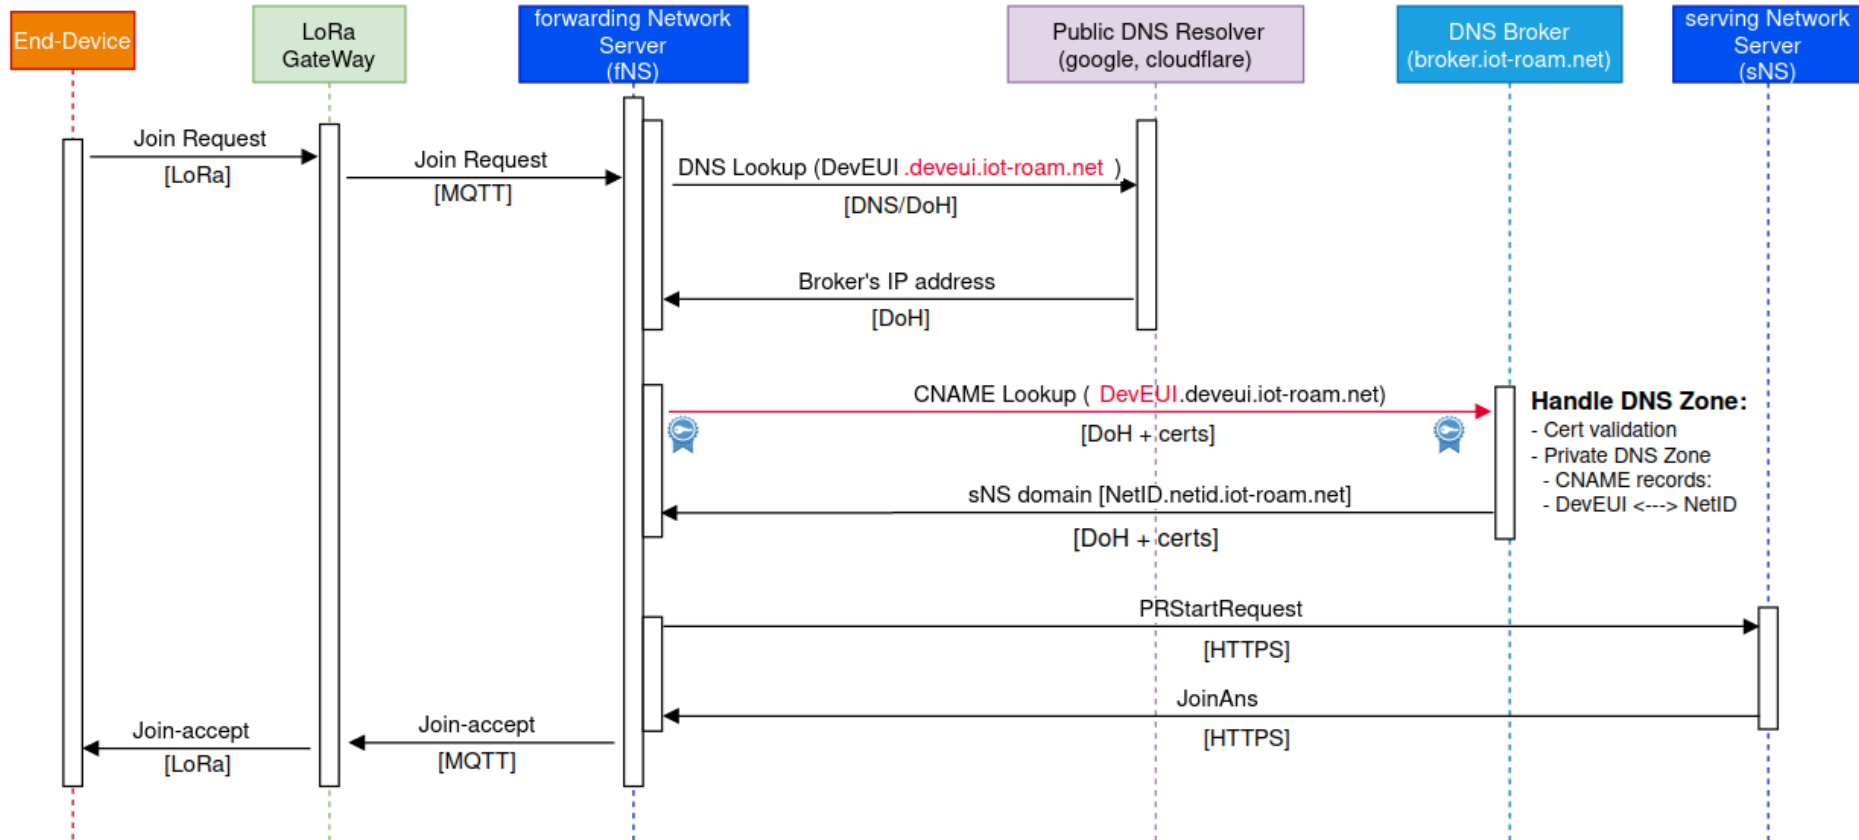 End-Device
LoRa
GateWay
forwarding Network
Server
(fNS)
Public DNS Resolver
(google, cloudflare)
DNS Broker
(broker.iot-roam.net)
serving Network
Server
(sNS)
Join Request
[LoRa]
Join Request
[MQTT]
DNS Lookup (DevEUI .deveui.iot-roam.net )
[DNS/DoH]
Broker's IP address
[DoH]
CNAME Lookup ( DevEUI.deveui.iot-roam.net)
[DoH + certs]
Handle DNS Zone:
- Cert validation
- Private DNS Zone
- CNAME records:
- DevEUI <---> NetID
sNS domain [NetID.netid.iot-roam.net]
[DoH + certs]
PRStartRequest
[HTTPS]
JoinAns
[HTTPS]
Join-accept
[MQTT]
Join-accept
[LoRa]